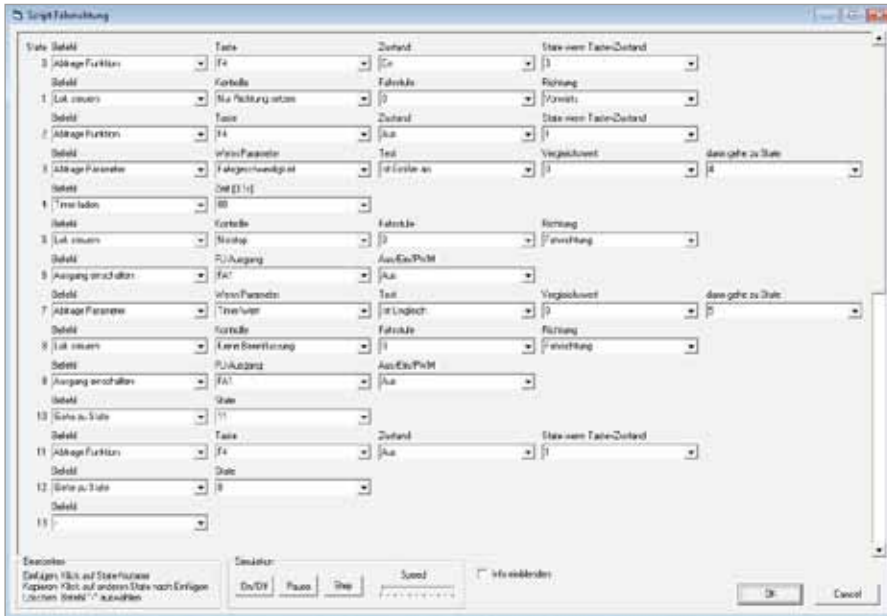 Script Fahrrichtung
State Befehl Taste Zustand State wenn Taste=Zustand
0 Abfrage Funktion F4 Ein 3
Befehl Kontrolle Fahrstufe Richtung
1 Lok steuern Nur Richtung setzen 0 Vorwärts
Befehl Taste Zustand State wenn Taste=Zustand
2 Abfrage Funktion F4 Aus 1
Befehl Wenn Parameter Test Vergleichswert dann gehe zu State
3 Abfrage Parameter Fahrgeschwindigkeit ist Größer als 0
Befehl Zeit [0.1s]
4 Timer laden
Befehl Kontrolle Fahrstufe Richtung
5 Lok steuern Nostop 0 Fahrrichtung
Befehl FU-Ausgang Aus/Ein/PWM
6 Ausgang einschalten FA1 Aus
Befehl Wenn Parameter Test Vergleichswert dann gehe zu State
7 Abfrage Parameter Timerwert ist Ungleich 0 5
Befehl Kontrolle Fahrstufe Richtung
8 Lok steuern Keine Beeinflussung Fahrrichtung
Befehl FU-Ausgang Aus/Ein/PWM
9 Ausgang einschalten FA1 Aus
Befehl State
10 Gehe zu State 11
Befehl Taste Zustand State wenn Taste=Zustand
11 Abfrage Funktion F4 Aus 1
Befehl State
12 Gehe zu State
Befehl
13 -
Bearbeiten
Einfügen: Klick auf State-Nummer
Kopieren: Klick auf anderen State nach Einfügen
Löschen: Befehl "-" auswählen
Simulation
On/Off Pause Step Speed
Info einblenden
OK Cancel